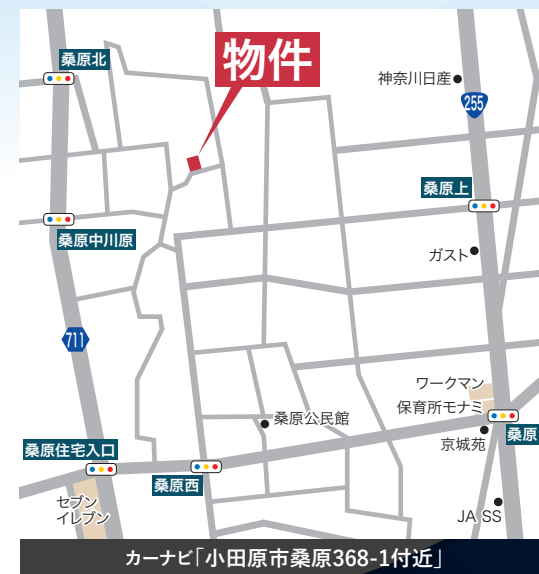 桑原北
物件
神奈川日産
255
桑原上
桑原中川原
ガスト
711
ワークマン
保育所モナミ
桑原公民館
桑原
京城苑
桑原住宅入口
桑原西
セブン
イレブン
JA SS
カーナビ「小田原市桑原368-1付近」